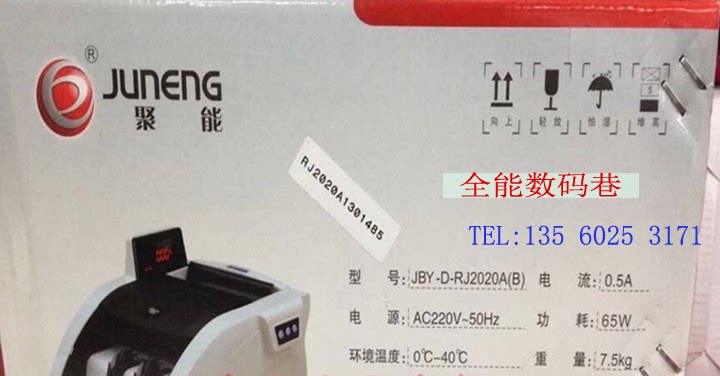 ®
JUNENG
聚能
向上 轻放 怕湿 堆高
5
RJ2020A1301485
全能数码巷
TEL:135 6025 3171
型 号: JBY-D-RJ2020A(B) 电 流: 0.5A
电 源: AC220V~50Hz 功 耗: 65W
环境温度: 0℃-40℃ 重 量: 7.5kg